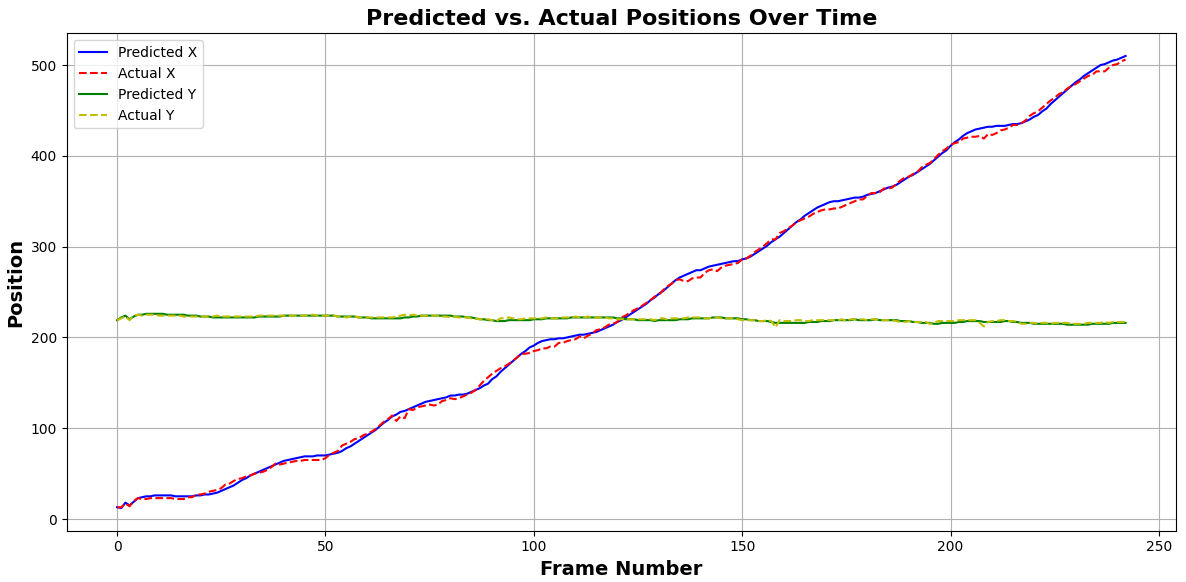 Predicted vs. Actual Positions Over Time
Predicted X
Actual X
Predicted Y
Actual Y
Position
500
400
300
200
100
0
0 50 100 150 200 250
Frame Number